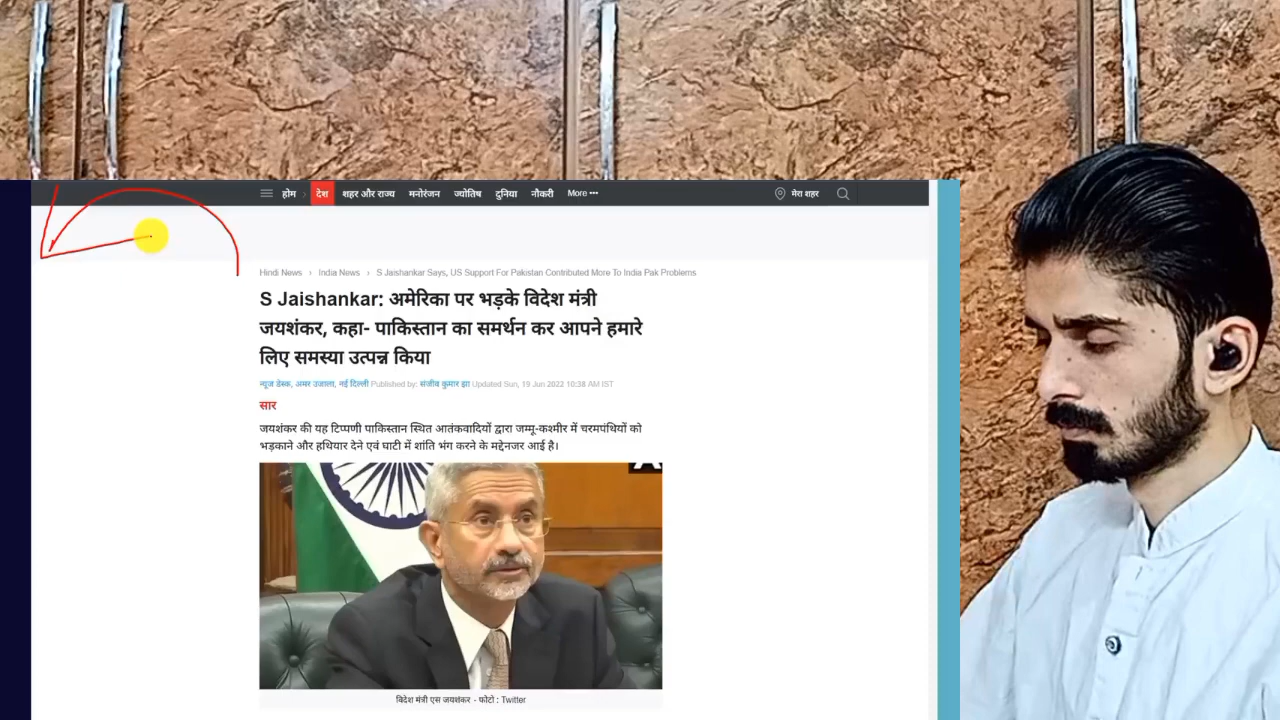 होम देश शहर और राज्य मनोरंजन ज्योतिष दुनिया नौकरी More ••• मेरा शहर
Hindi News › India News › S Jaishankar Says, US Support For Pakistan Contributed More To India Pak Problems
S Jaishankar: अमेरिका पर भड़के विदेश मंत्री
जयशंकर, कहा- पाकिस्तान का समर्थन कर आपने हमारे
लिए समस्या उत्पन्न किया
न्यूज डेस्क, अमर उजाला, नई दिल्ली Published by: संजीव कुमार झा Updated Sun, 19 Jun 2022 10:38 AM IST
सार
जयशंकर की यह टिप्पणी पाकिस्तान स्थित आतंकवादियों द्वारा जम्मू-कश्मीर में चरमपंथियों को
भड़काने और हथियार देने एवं घाटी में शांति भंग करने के मद्देनजर आई है।
विदेश मंत्री एस जयशंकर - फोटो : Twitter